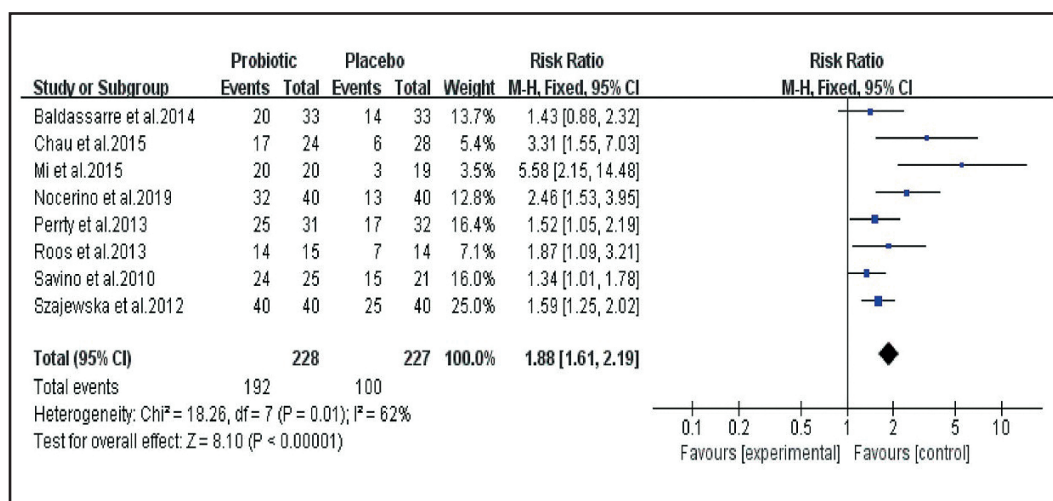 Probiotic Placebo Risk Ratio Risk Ratio
Study or Subgroup Events Total Events Total Weight M-H, Fixed, 95% CI M-H, Fixed, 95% CI
Baldassarre et al.2014 20 33 14 33 13.7% 1.43 [0.88, 2.32]
Chau et al.2015 17 24 6 28 5.4% 3.31 [1.55, 7.03]
Mi et al.2015 20 20 3 19 3.5% 5.58 [2.15, 14.48]
Nocerino et al.2019 32 40 13 40 12.8% 2.46 [1.53, 3.95]
Perrty et al.2013 25 31 17 32 16.4% 1.52 [1.05, 2.19]
Roos et al.2013 14 15 7 14 7.1% 1.87 [1.09, 3.21]
Savino et al.2010 24 25 15 21 16.0% 1.34 [1.01, 1.78]
Szajewska et al.2012 40 40 25 40 25.0% 1.59 [1.25, 2.02]
Total (95% CI) 228 227 100.0% 1.88 [1.61, 2.19]
Total events 192 100
Heterogeneity: Chi² = 18.26, df = 7 (P = 0.01); I² = 62%
Test for overall effect: Z = 8.10 (P < 0.00001)
0.1 0.2 0.5 1 2 5 10
Favours [experimental] Favours [control]